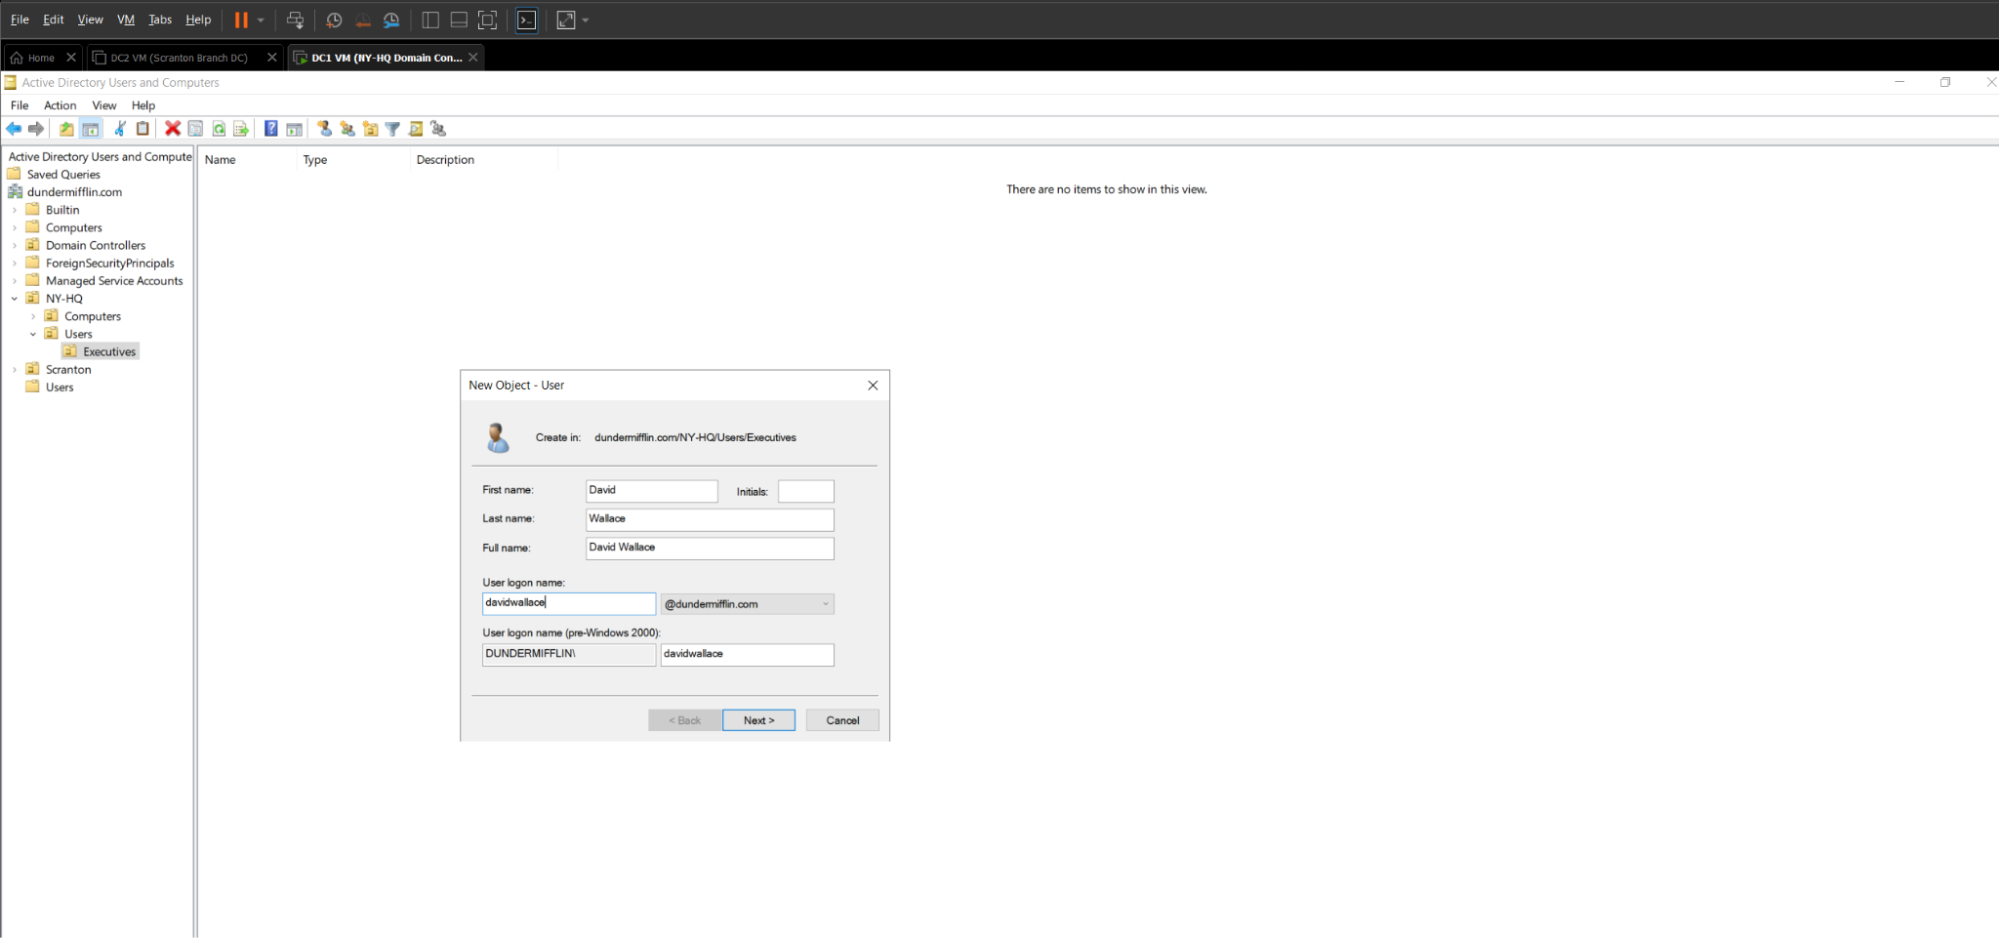 File Edit View VM Tabs Help
Home DC2 VM (Scranton Branch DC) DC1 VM (NY-HQ Domain Con...
Active Directory Users and Computers
File Action View Help
Active Directory Users and Compute
Saved Queries
dundermifflin.com
Builtin
Computers
Domain Controllers
ForeignSecurityPrincipals
Managed Service Accounts
NY-HQ
Computers
Users
Executives
Scranton
Users
Name Type Description
There are no items to show in this view.
New Object - User
Create in: dundermifflin.com/NY-HQ/Users/Executives
First name: David Initials:
Last name: Wallace
Full name: David Wallace
User logon name:
davidwallace @dundermifflin.com
User logon name (pre-Windows 2000):
DUNDERMIFFLIN\ davidwallace
< Back Next > Cancel